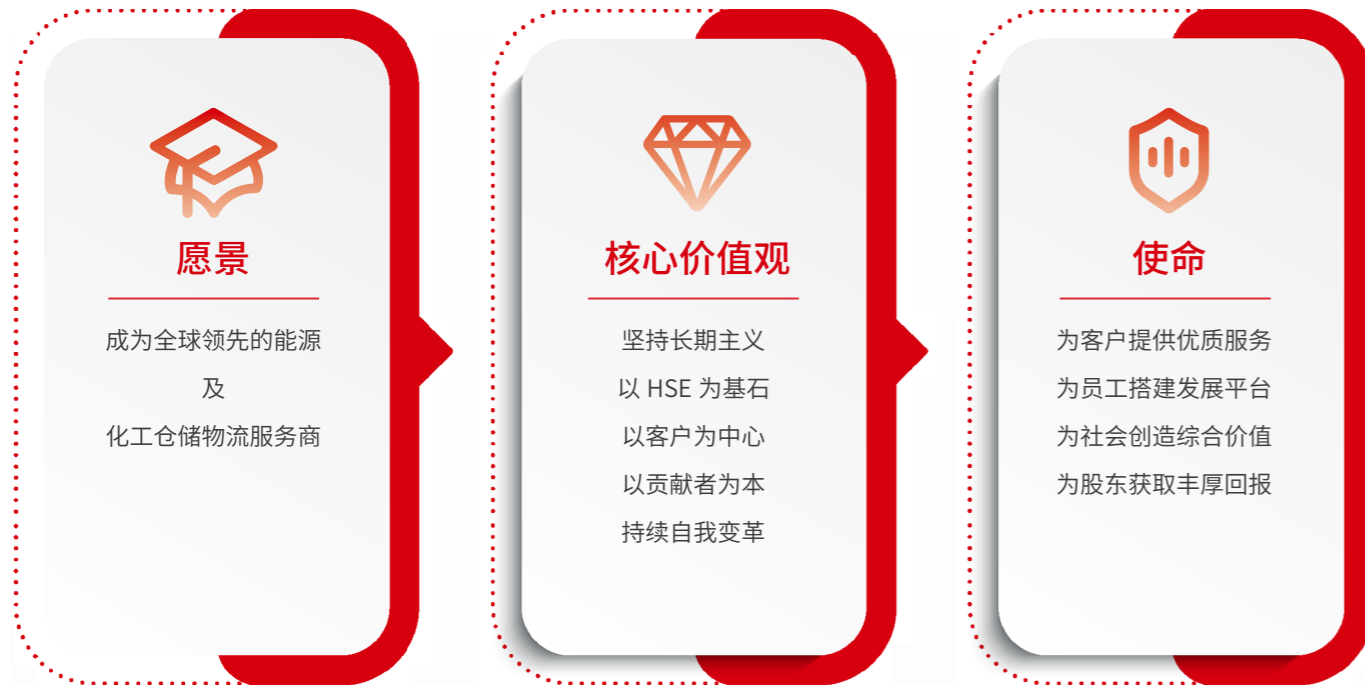 愿景
成为全球领先的能源
及
化工仓储物流服务商
核心价值观
坚持长期主义
以 HSE 为基石
以客户为中心
以贡献者为本
持续自我变革
使命
为客户提供优质服务
为员工搭建发展平台
为社会创造综合价值
为股东获取丰厚回报